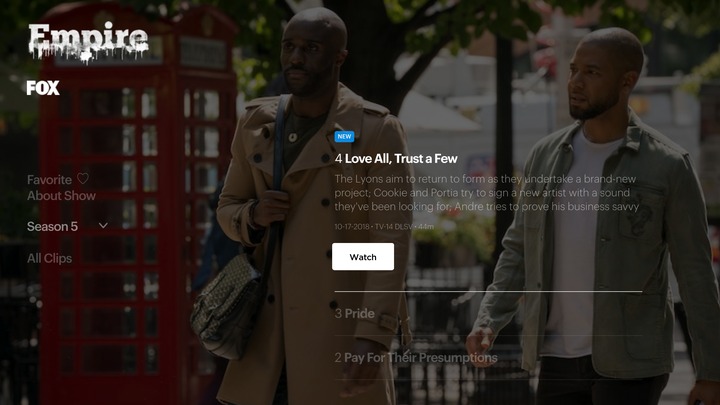 Empire
FOX
Favorite
About Show
Season 5
All Clips
NEW
4 Love All, Trust a Few
The Lyons aim to return to form as they undertake a brand-new
project; Cookie and Portia try to sign a new artist with a sound
they've been looking for; Andre tries to prove his business savvy
10-17-2018 • TV-14 DLSV • 44m
Watch
3 Pride
2 Pay For Their Presumptions